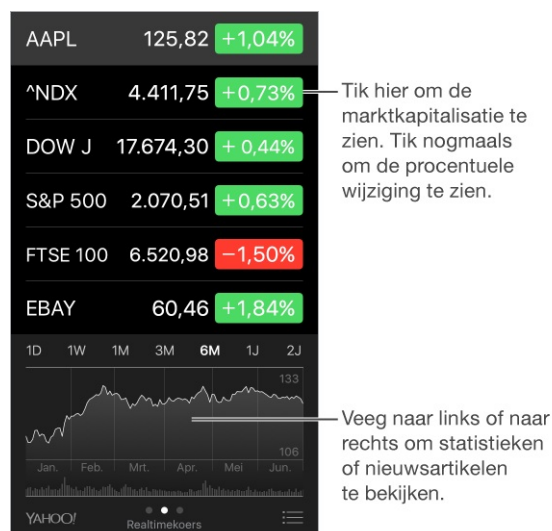 AAPL 125,82 +1,04%
^NDX 4.411,75 +0,73%
DOW J 17.674,30 + 0,44%
S&P 500 2.070,51 +0,63%
FTSE 100 6.520,98 −1,50%
EBAY 60,46 +1,84%
1D 1W 1M 3M 6M 1J 2J
133
106
Jan. Feb. Mrt. Apr. Mei Jun.
YAHOO!
Realtimekoers
Tik hier om de
marktkapitalisatie te
zien. Tik nogmaals
om de procentuele
wijziging te zien.
Veeg naar links of naar
rechts om statistieken
of nieuwsartikelen
te bekijken.